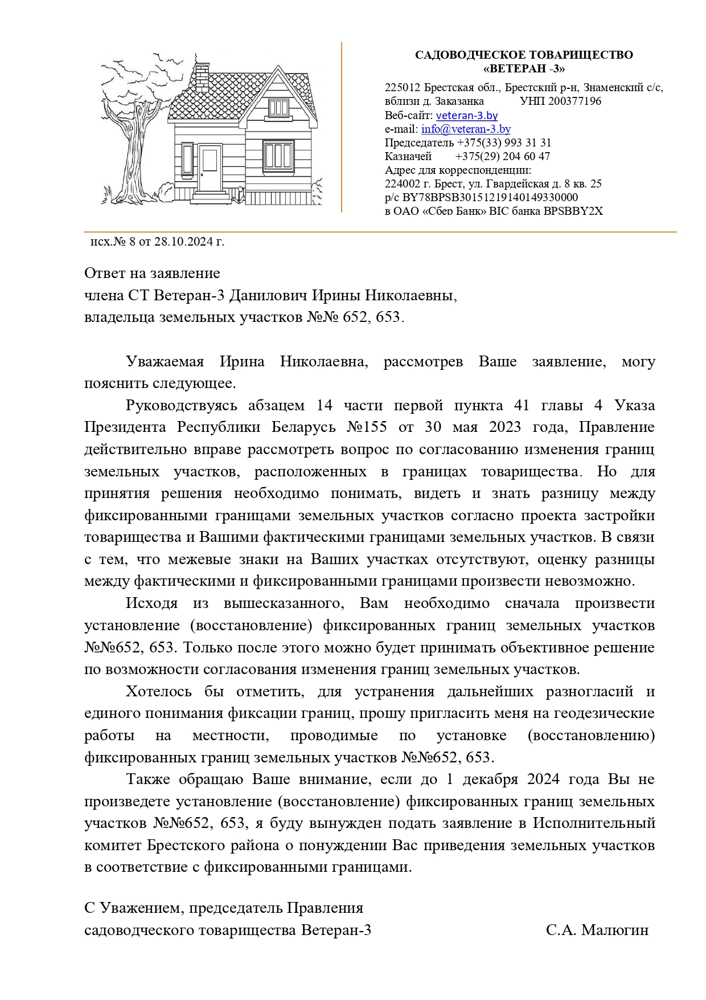 САДОВОДЧЕСКОЕ ТОВАРИЩЕСТВО
«ВЕТЕРАН -3»
225012 Брестская обл., Брестский р-н, Знаменский с/с,
вблизи д. Заказанка УНП 200377196
Веб-сайт: veteran-3.by
e-mail: info@veteran-3.by
Председатель +375(33) 993 31 31
Казначей +375(29) 204 60 47
Адрес для корреспонденции:
224002 г. Брест, ул. Гвардейская д. 8 кв. 25
р/с BY78BPSB30151219140149330000
в ОАО «Сбер Банк» BIC банка BPSBBY2X
исх.№ 8 от 28.10.2024 г.
Ответ на заявление
члена СТ Ветеран-3 Данилович Ирины Николаевны,
владельца земельных участков №№ 652, 653.
Уважаемая Ирина Николаевна, рассмотрев Ваше заявление, могу
пояснить следующее.
Руководствуясь абзацем 14 части первой пункта 41 главы 4 Указа
Президента Республики Беларусь №155 от 30 мая 2023 года, Правление
действительно вправе рассмотреть вопрос по согласованию изменения границ
земельных участков, расположенных в границах товарищества. Но для
принятия решения необходимо понимать, видеть и знать разницу между
фиксированными границами земельных участков согласно проекта застройки
товарищества и Вашими фактическими границами земельных участков. В связи
с тем, что межевые знаки на Ваших участках отсутствуют, оценку разницы
между фактическими и фиксированными границами произвести невозможно.
Исходя из вышесказанного, Вам необходимо сначала произвести
установление (восстановление) фиксированных границ земельных участков
№№652, 653. Только после этого можно будет принимать объективное решение
по возможности согласования изменения границ земельных участков.
Хотелось бы отметить, для устранения дальнейших разногласий и
единого понимания фиксации границ, прошу пригласить меня на геодезические
работы на местности, проводимые по установке (восстановлению)
фиксированных границ земельных участков №№652, 653.
Также обращаю Ваше внимание, если до 1 декабря 2024 года Вы не
произведете установление (восстановление) фиксированных границ земельных
участков №№652, 653, я буду вынужден подать заявление в Исполнительный
комитет Брестского района о понуждении Вас приведения земельных участков
в соответствие с фиксированными границами.
С Уважением, председатель Правления
садоводческого товарищества Ветеран-3 С.А. Малюгин